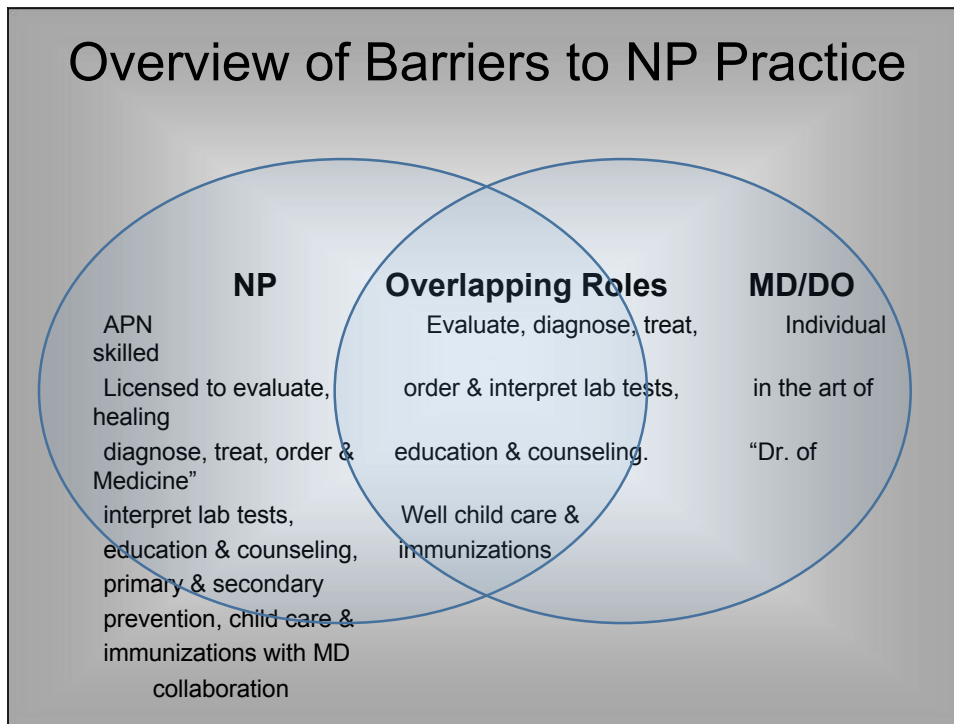 Overview of Barriers to NP Practice
NP Overlapping Roles MD/DO
APN Evaluate, diagnose, treat, Individual
skilled
Licensed to evaluate, order & interpret lab tests, in the art of
healing
diagnose, treat, order & education & counseling. “Dr. of
Medicine”
interpret lab tests, Well child care &
education & counseling, immunizations
primary & secondary
prevention, child care &
immunizations with MD
collaboration